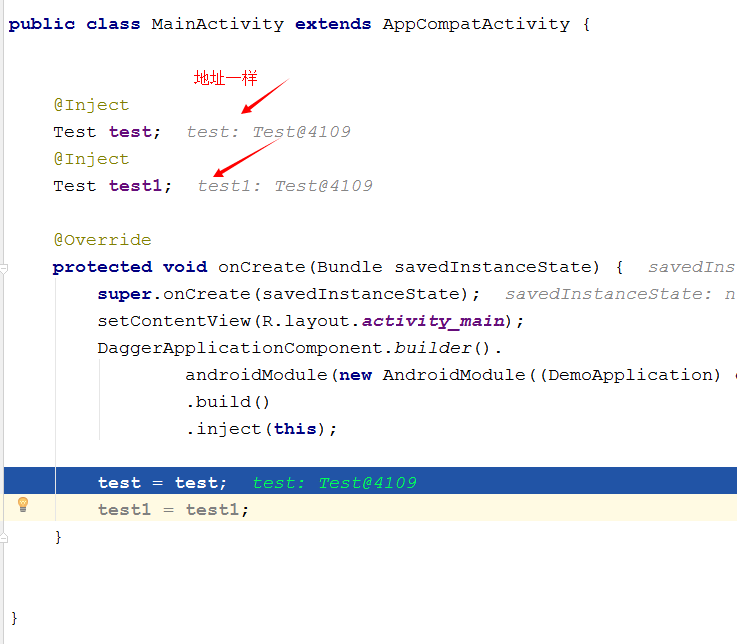 public class MainActivity extends AppCompatActivity {
地址一样
@Inject
Test test;  test: Test@4109
@Inject
Test test1;  test1: Test@4109
@Override
protected void onCreate(Bundle savedInstanceState) {  savedIns
super.onCreate(savedInstanceState);  savedInstanceState: n
setContentView(R.layout.activity_main);
DaggerApplicationComponent.builder().
androidModule(new AndroidModule((DemoApplication)
.build()
.inject(this);
test = test;  test: Test@4109
test1 = test1;
}
}